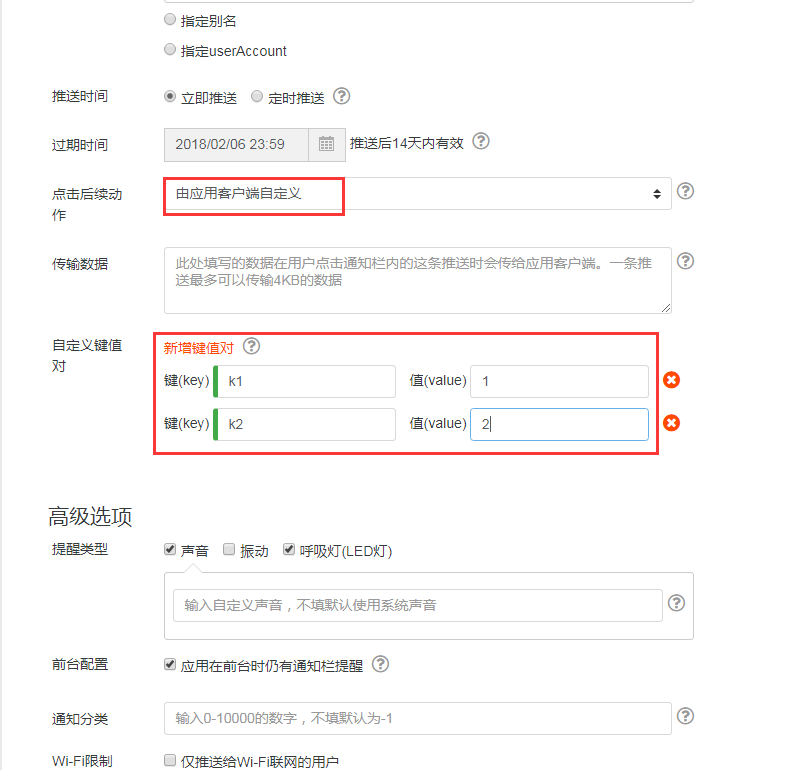 指定别名
指定userAccount
推送时间 立即推送 定时推送 ?
过期时间 2018/02/06 23:59 推送后14天内有效 ?
点击后续动 由应用客户端自定义 ?
作
传输数据 此处填写的数据在用户点击通知栏内的这条推送时会传给应用客户端。一条推 ?
送最多可以传输4KB的数据
自定义键值 新增键值对 ?
对
键(key) k1 值(value) 1
键(key) k2 值(value) 2
高级选项
提醒类型 声音 振动 呼吸灯(LED灯)
输入自定义声音，不填默认使用系统声音 ?
前台配置 应用在前台时仍有通知栏提醒 ?
通知分类 输入0-10000的数字，不填默认为-1 ?
Wi-Fi限制 仅推送给Wi-Fi联网的用户